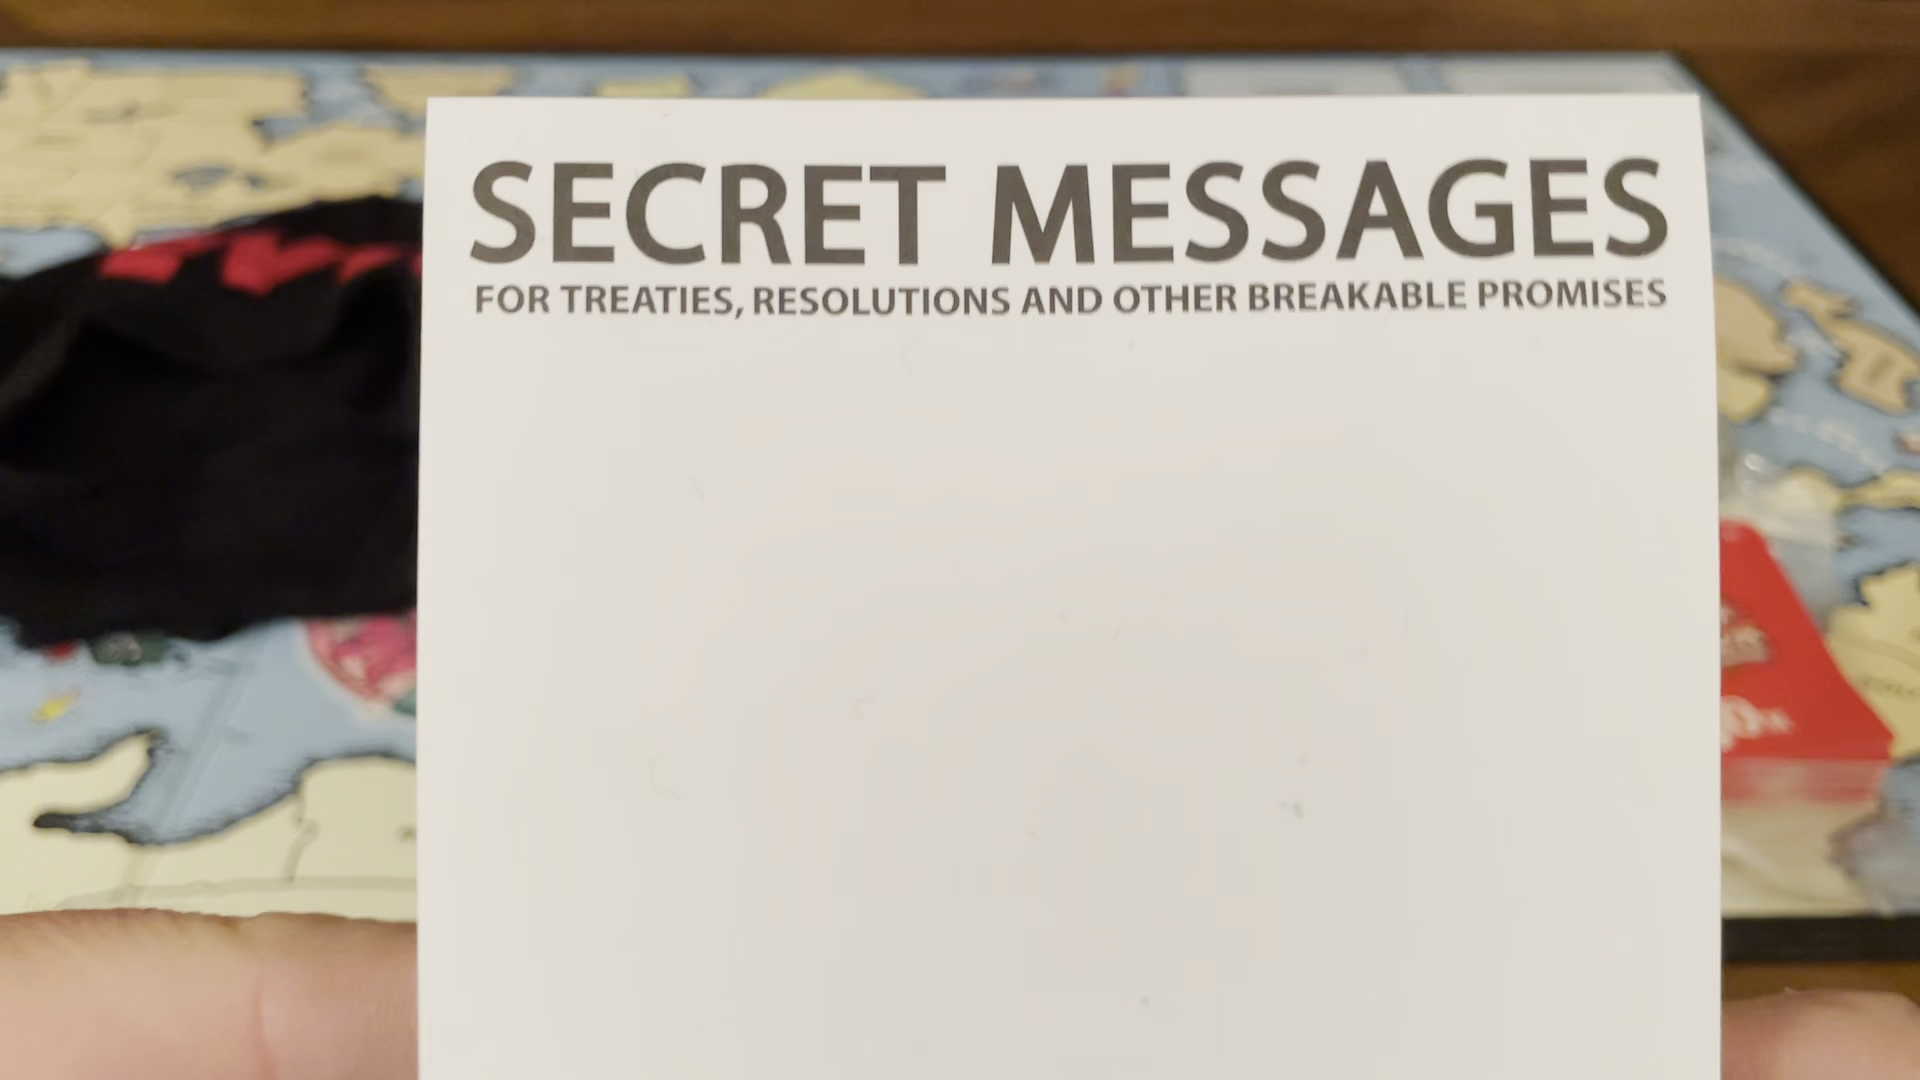 SECRET MESSAGES
FOR TREATIES, RESOLUTIONS AND OTHER BREAKABLE PROMISES